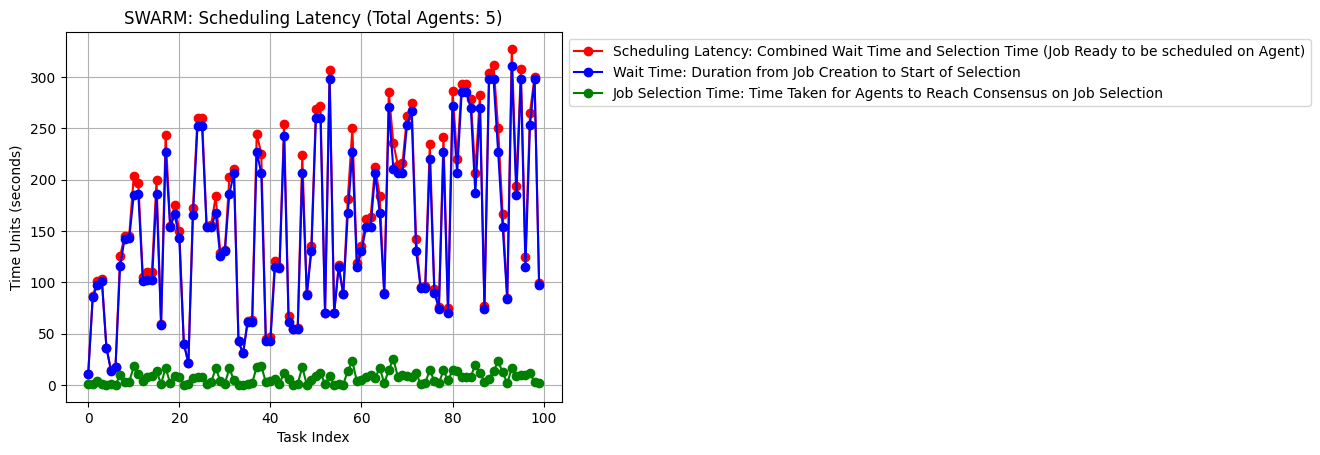 SWARM: Scheduling Latency (Total Agents: 5)
Scheduling Latency: Combined Wait Time and Selection Time (Job Ready to be scheduled on Agent)
Wait Time: Duration from Job Creation to Start of Selection
Job Selection Time: Time Taken for Agents to Reach Consensus on Job Selection
Time Units (seconds)
300
250
200
150
100
50
0
0 20 40 60 80 100
Task Index